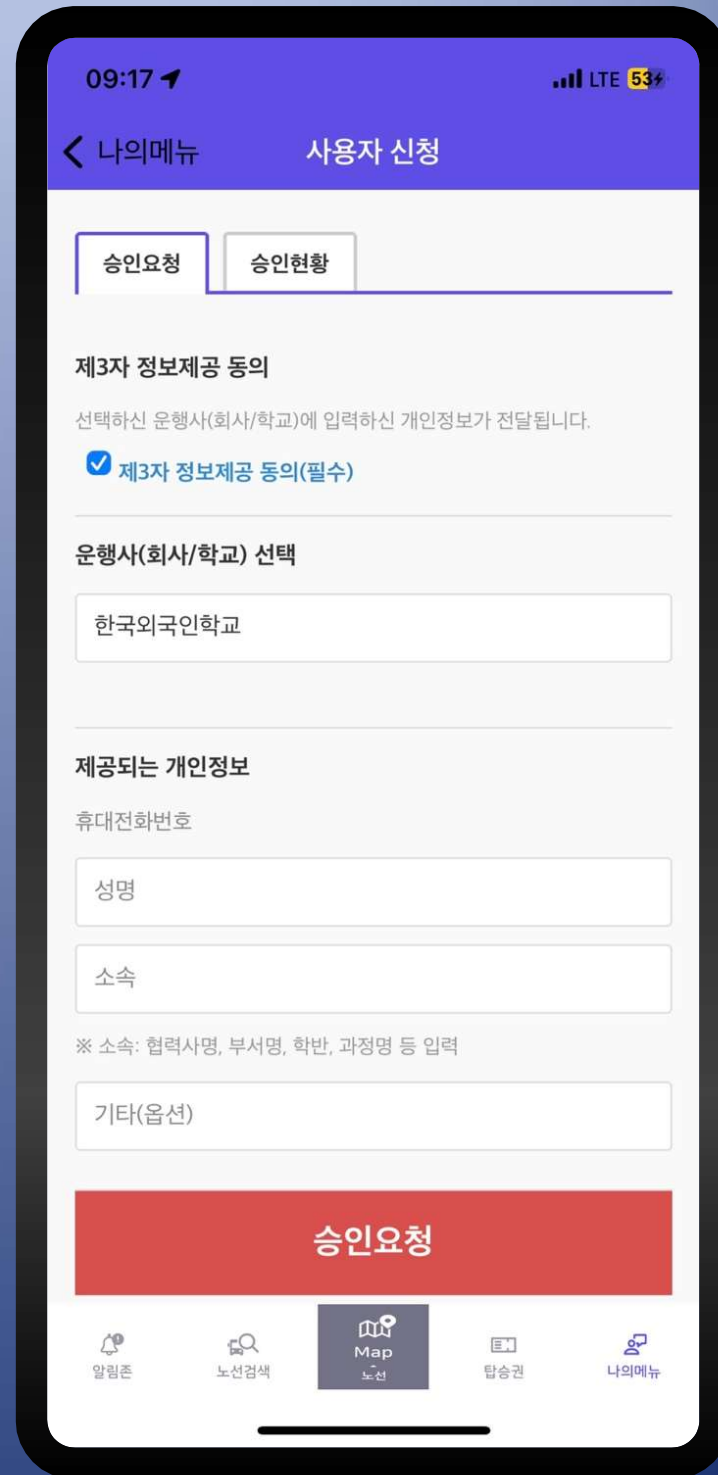 09:17
LTE 53
나의메뉴
사용자 신청
승인요청
승인현황
제3자 정보제공 동의
선택하신 운행사(회사/학교)에 입력하신 개인정보가 전달됩니다.
제3자 정보제공 동의(필수)
운행사(회사/학교) 선택
한국외국인학교
제공되는 개인정보
휴대전화번호
성명
소속
※ 소속: 협력사명, 부서명, 학반, 과정명 등 입력
기타(옵션)
승인요청
알림존
노선검색
Map
-
노선
탑승권
나의메뉴